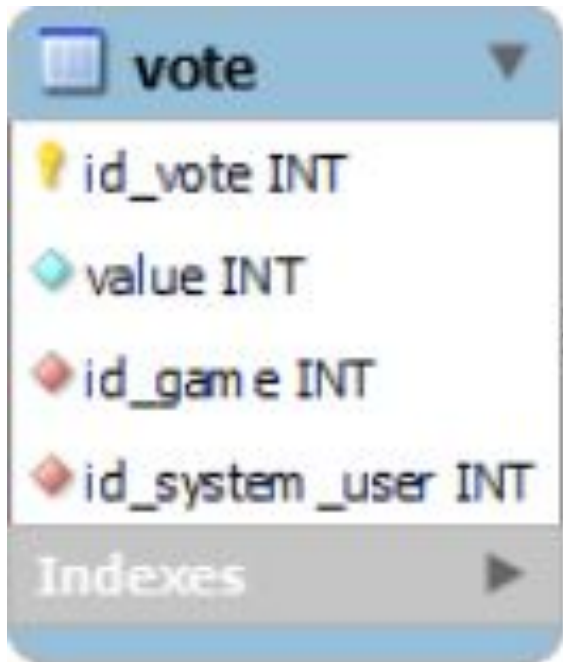 vote
id_vote INT
value INT
id_game INT
id_system_user INT
Indexes